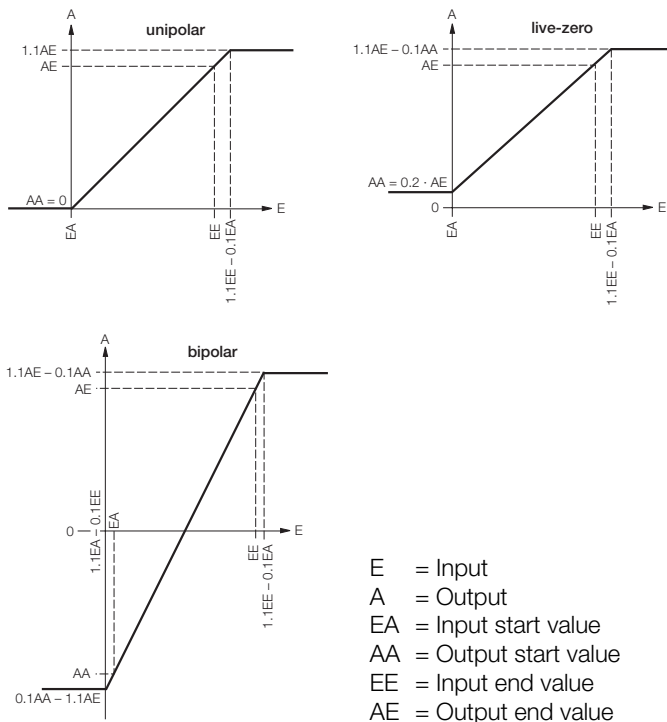 A
unipolar
1.1AE
AE
AA = 0
E
EA
EE
1.1EE – 0.1EA
A
live-zero
1.1AE – 0.1AA
AE
AA = 0.2 · AE
0
E
EA
EE
1.1EE – 0.1EA
A
bipolar
1.1AE – 0.1AA
AE
0
1.1EA – 0.1EE
EA
E
EE
1.1EE – 0.1EA
AA
0.1AA – 1.1AE
E = Input
A = Output
EA = Input start value
AA = Output start value
EE = Input end value
AE = Output end value